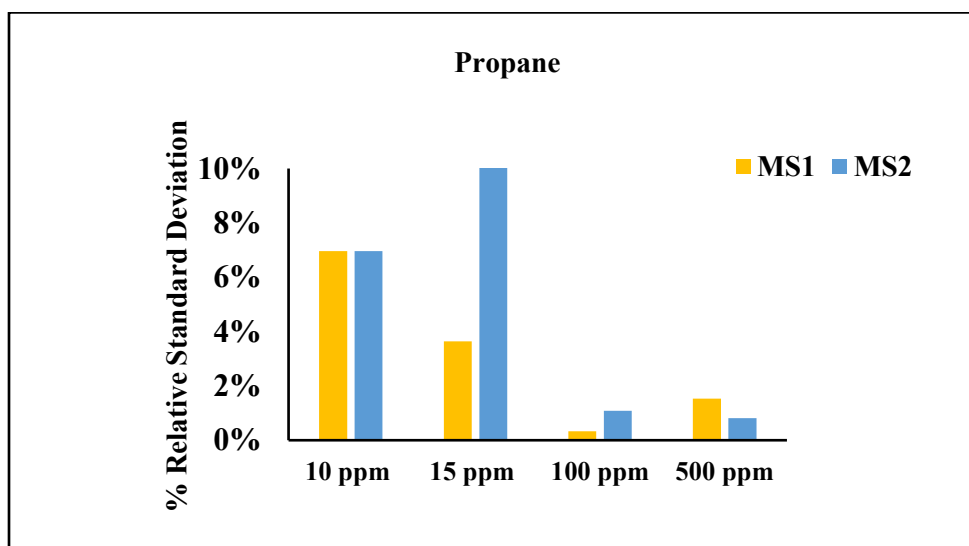 Propane
% Relative Standard Deviation
10%
8%
6%
4%
2%
0%
MS1 MS2
10 ppm 15 ppm 100 ppm 500 ppm